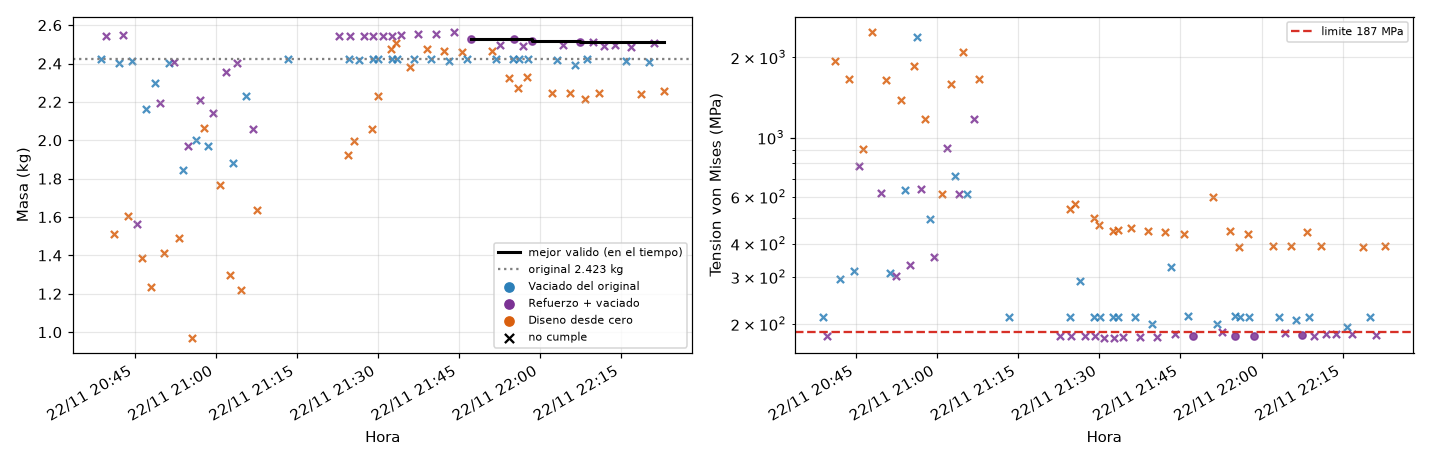 2.6
2.4
2.2
2.0
1.8
1.6
1.4
1.2
1.0
Masa (kg)
22/11 20:45
22/11 21:00
22/11 21:15
22/11 21:30
22/11 21:45
22/11 22:00
22/11 22:15
Hora
mejor valido (en el tiempo)
original 2.423 kg
Vaciado del original
Refuerzo + vaciado
Diseno desde cero
no cumple
2 × 10³
10³
6 × 10²
4 × 10²
3 × 10²
2 × 10²
Tension von Mises (MPa)
22/11 20:45
22/11 21:00
22/11 21:15
22/11 21:30
22/11 21:45
22/11 22:00
22/11 22:15
Hora
limite 187 MPa